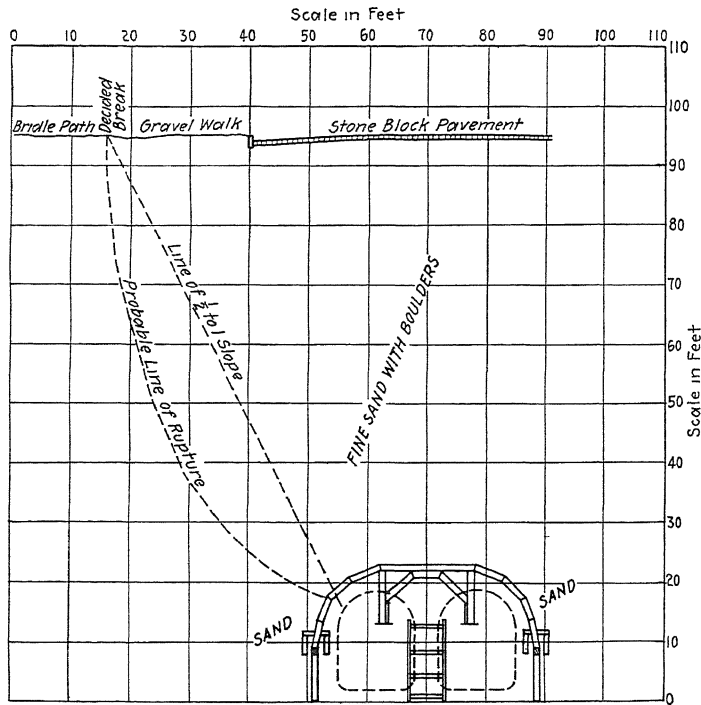 Scale in Feet
0 10 20 30 40 50 60 70 80 90 100 110
110
100
90
80
70
60
50
40
30
20
10
0
Scale in Feet
Bridle Path
Decided
Break
Gravel Walk
Stone Block Pavement
Line of ½ to 1 Slope
Probable Line of Rupture
FINE SAND WITH BOULDERS
SAND
SAND